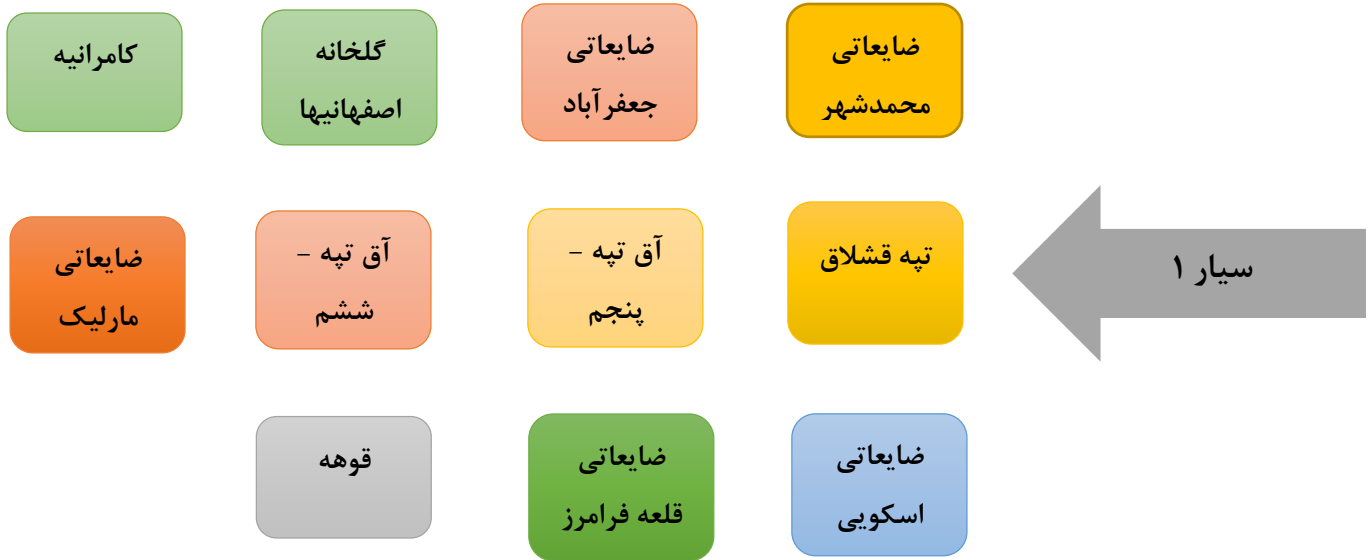 ضایعاتی
محمدشهر
ضایعاتی
جعفرآباد
گلخانه
اصفهانیها
کامرانیه
سیار ۱
تپه قشلاق
آق تپه –
پنجم
آق تپه –
ششم
ضایعاتی
مارلیک
ضایعاتی
اسکویی
ضایعاتی
قلعه فرامرز
قوهه